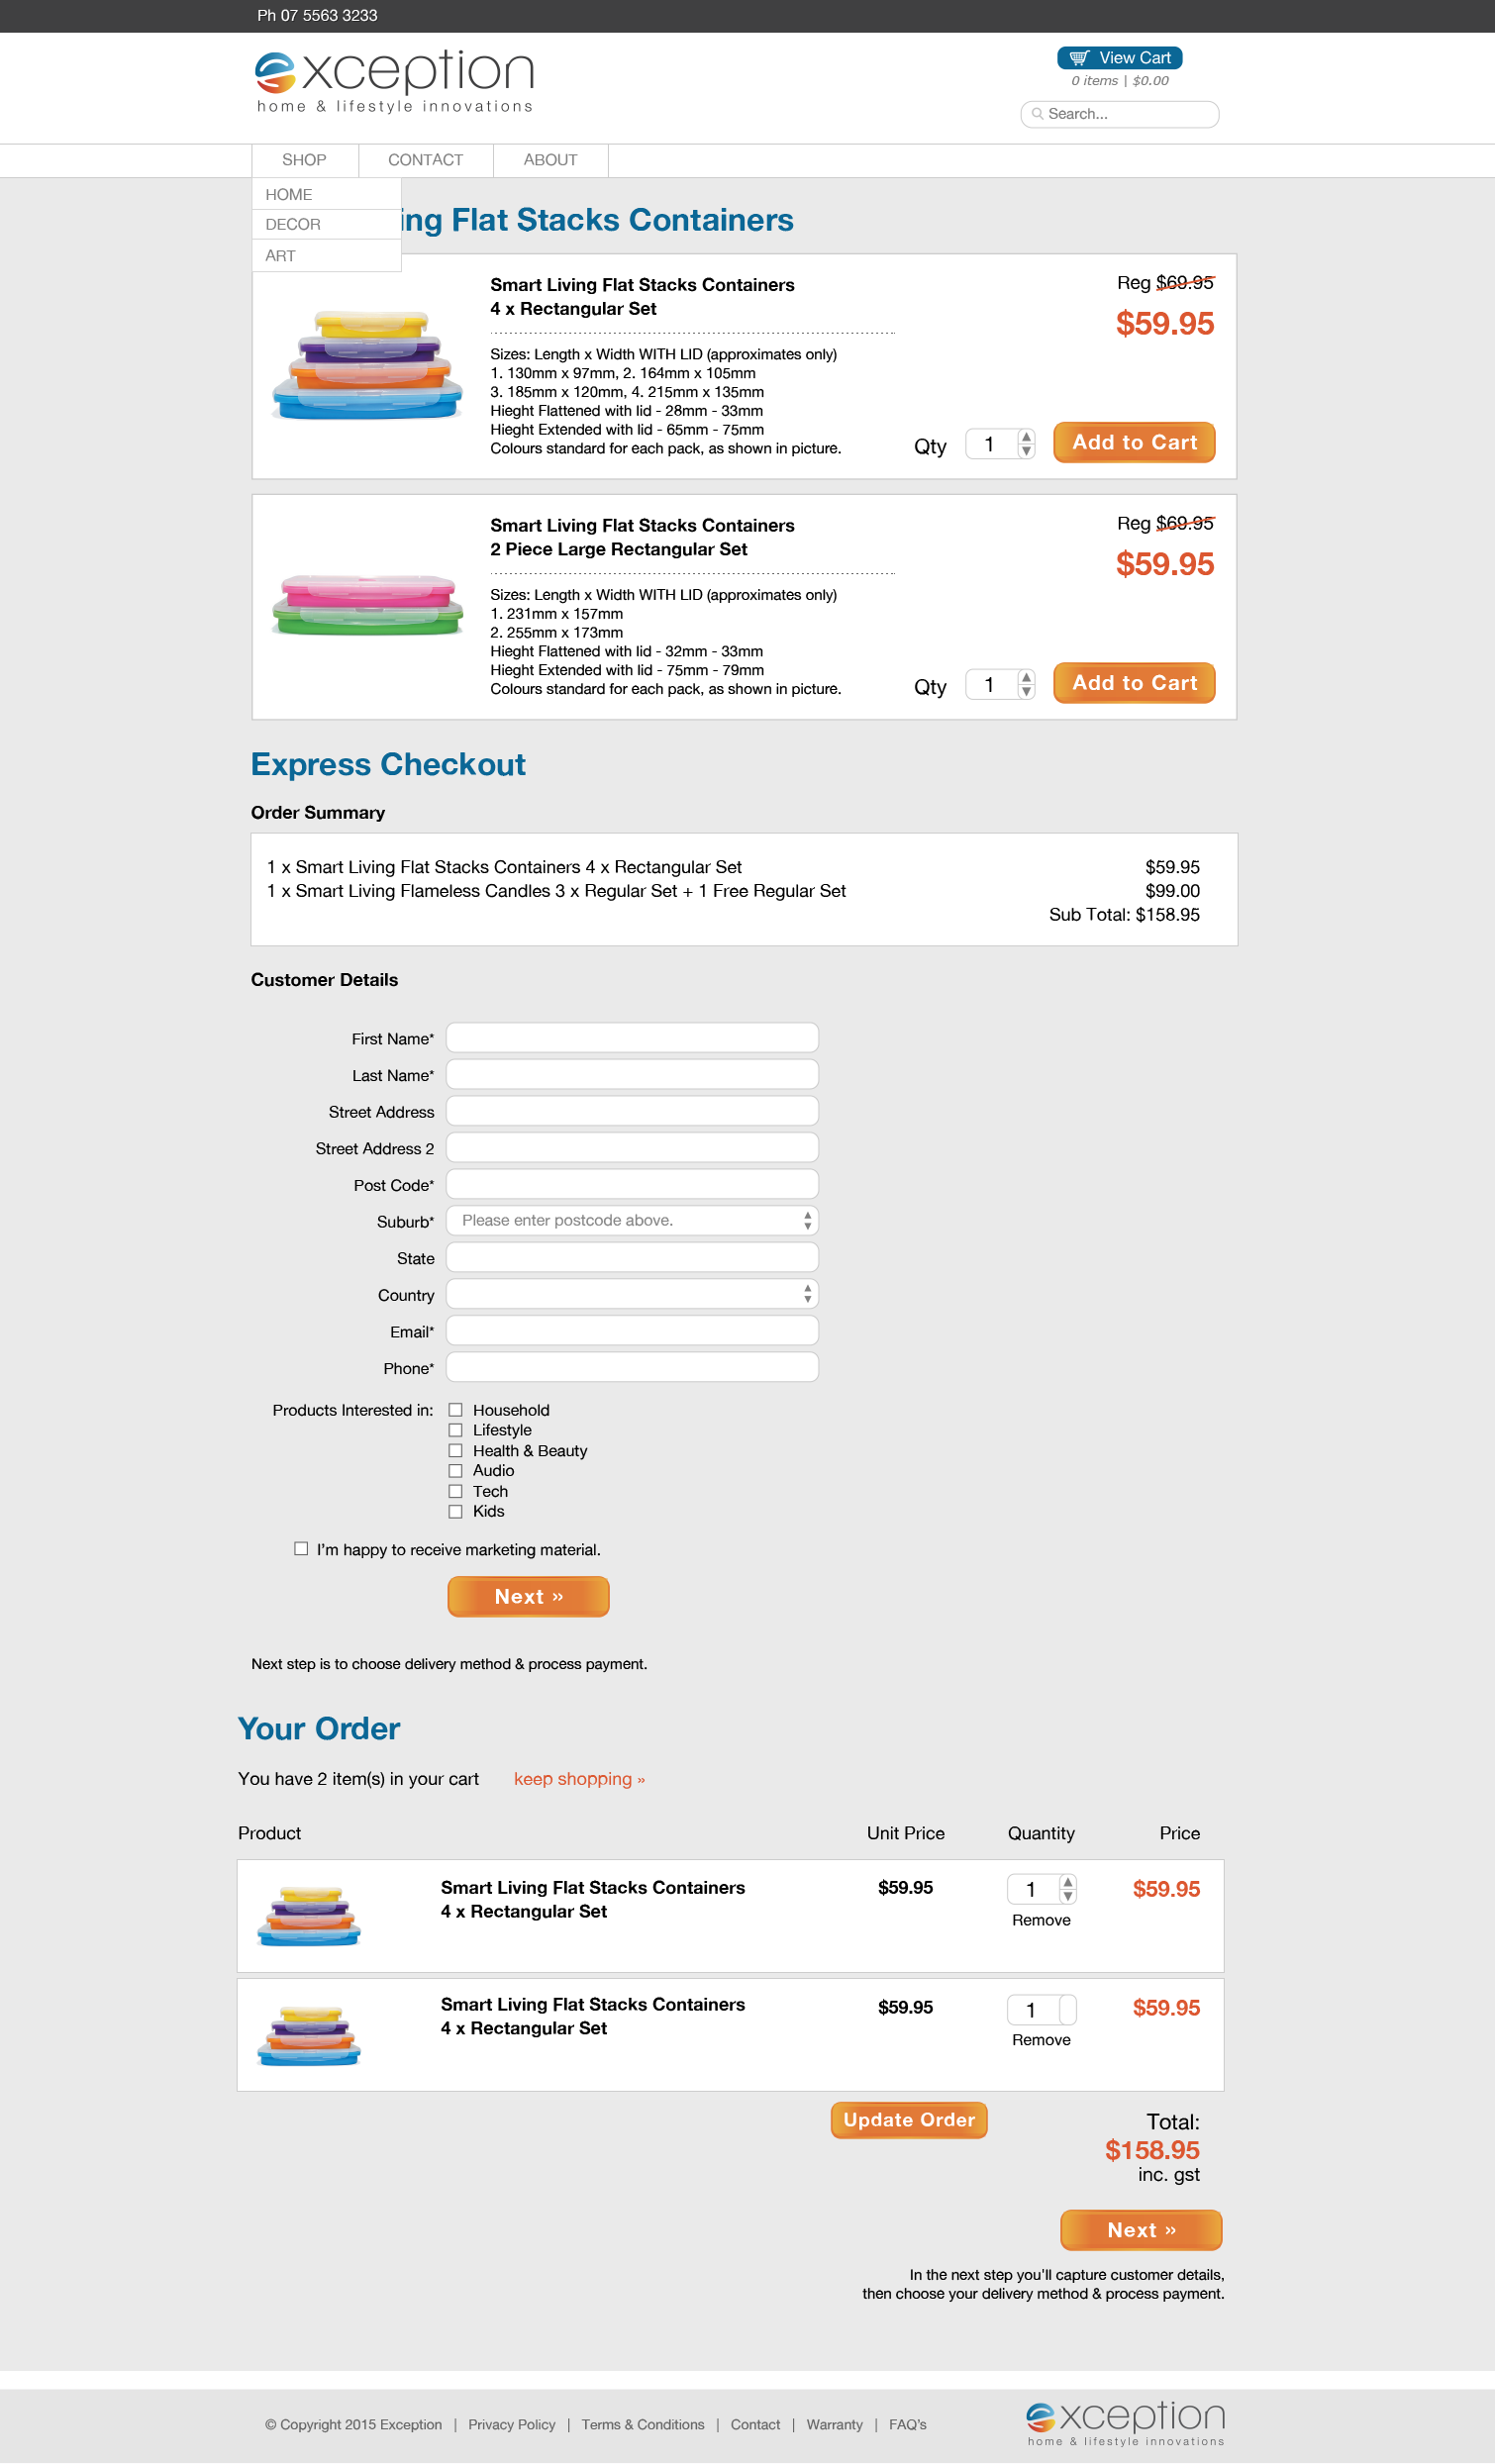 Ph 07 5563 3233
exception
home & lifestyle innovations
View Cart
0 items | $0.00
Search...
SHOP
CONTACT
ABOUT
HOME
DECOR
ART
ing Flat Stacks Containers
Smart Living Flat Stacks Containers
4 x Rectangular Set
Reg $69.95
$59.95
Sizes: Length x Width WITH LID (approximates only)
1. 130mm x 97mm, 2. 164mm x 105mm
3. 185mm x 120mm, 4. 215mm x 135mm
Hieght Flattened with lid - 28mm - 33mm
Hieght Extended with lid - 65mm - 75mm
Colours standard for each pack, as shown in picture.
Qty 1 Add to Cart
Smart Living Flat Stacks Containers
2 Piece Large Rectangular Set
Reg $69.95
$59.95
Sizes: Length x Width WITH LID (approximates only)
1. 231mm x 157mm
2. 255mm x 173mm
Hieght Flattened with lid - 32mm - 33mm
Hieght Extended with lid - 75mm - 79mm
Colours standard for each pack, as shown in picture.
Qty 1 Add to Cart
Express Checkout
Order Summary
1 x Smart Living Flat Stacks Containers 4 x Rectangular Set $59.95
1 x Smart Living Flameless Candles 3 x Regular Set + 1 Free Regular Set $99.00
Sub Total: $158.95
Customer Details
First Name*
Last Name*
Street Address
Street Address 2
Post Code*
Suburb* Please enter postcode above.
State
Country
Email*
Phone*
Products Interested in: Household
Lifestyle
Health & Beauty
Audio
Tech
Kids
I'm happy to receive marketing material.
Next »
Next step is to choose delivery method & process payment.
Your Order
You have 2 item(s) in your cart keep shopping »
Product Unit Price Quantity Price
Smart Living Flat Stacks Containers $59.95 1 $59.95
4 x Rectangular Set
Remove
Smart Living Flat Stacks Containers $59.95 1 $59.95
4 x Rectangular Set
Remove
Update Order
Total:
$158.95
inc. gst
Next »
In the next step you'll capture customer details,
then choose your delivery method & process payment.
© Copyright 2015 Exception | Privacy Policy | Terms & Conditions | Contact | Warranty | FAQ's
exception
home & lifestyle innovations